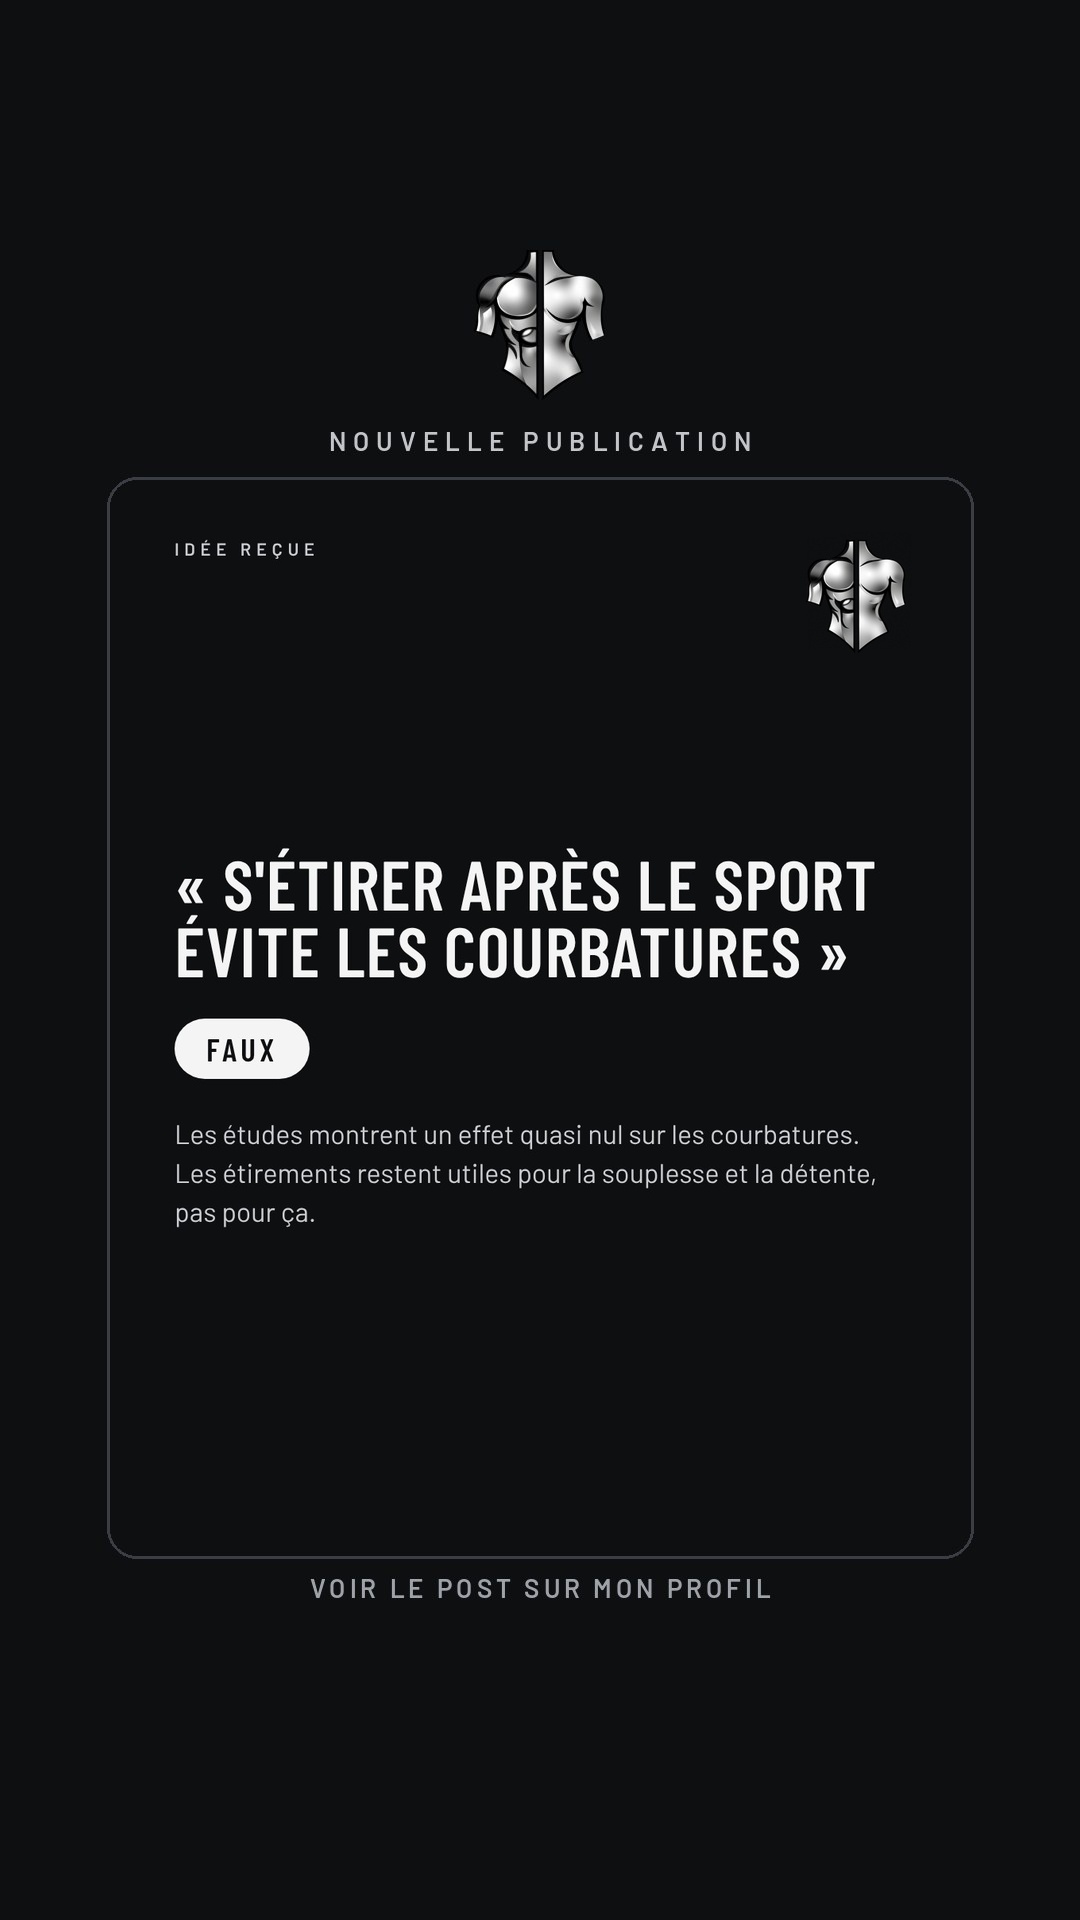 NOUVELLE PUBLICATION
IDÉE REÇUE
« S'ÉTIRER APRÈS LE SPORT
ÉVITE LES COURBATURES »
FAUX
Les études montrent un effet quasi nul sur les courbatures.
Les étirements restent utiles pour la souplesse et la détente,
pas pour ça.
VOIR LE POST SUR MON PROFIL